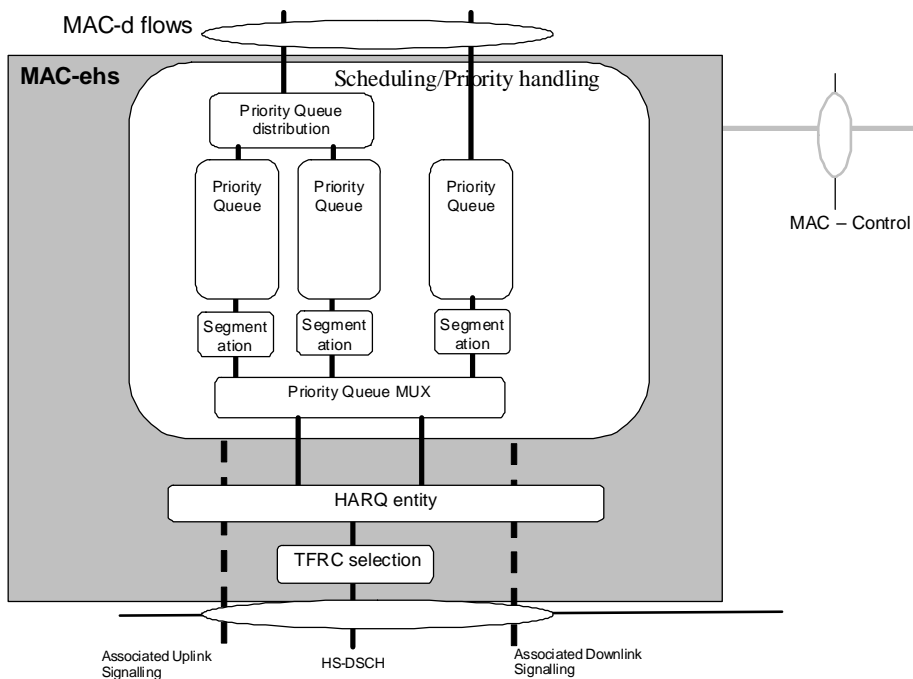 MAC-d flows
MAC-ehs
Scheduling/Priority handling
Priority Queue
distribution
Priority
Queue
Priority
Queue
Priority
Queue
MAC – Control
Segment
ation
Segment
ation
Segment
ation
Priority Queue MUX
HARQ entity
TFRC selection
Associated Uplink
Signalling
HS-DSCH
Associated Downlink
Signalling